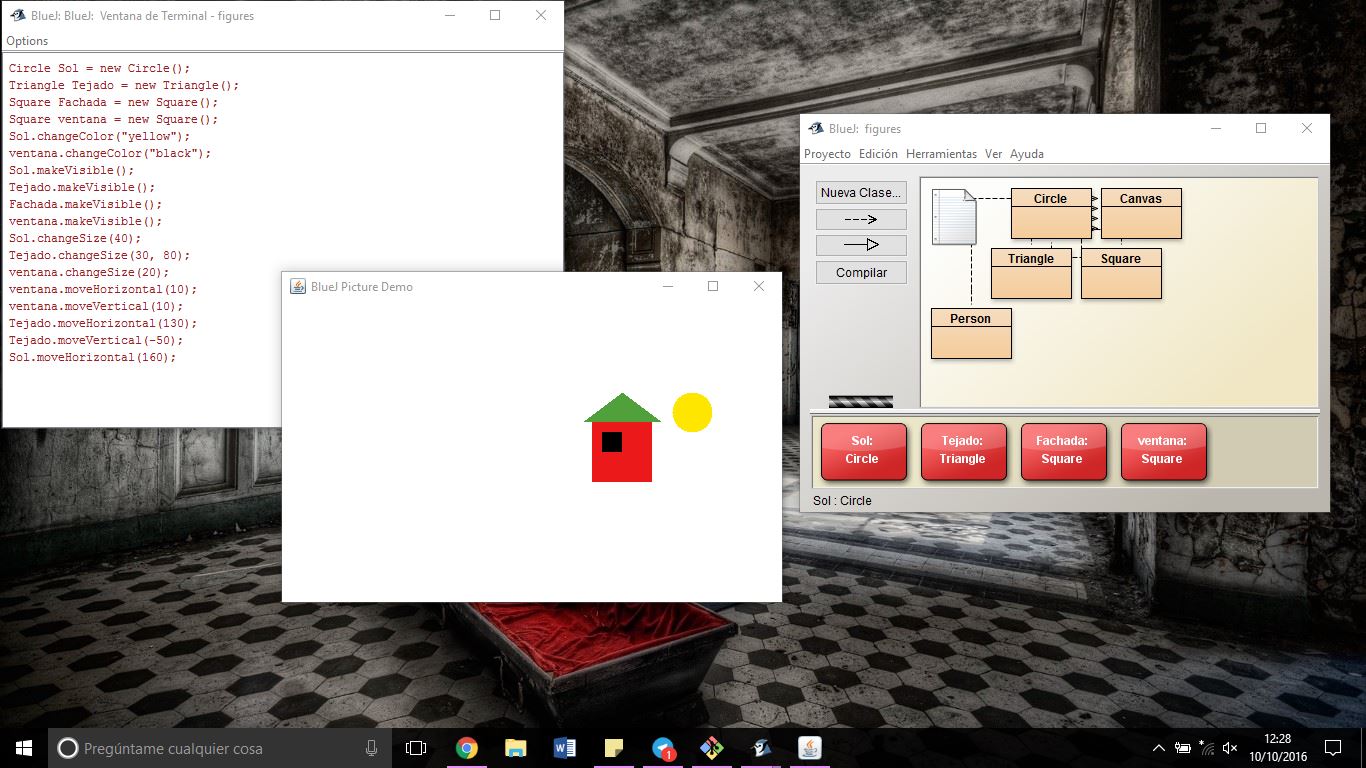 BlueJ: BlueJ:  Ventana de Terminal - figures
Options
Circle Sol = new Circle();
Triangle Tejado = new Triangle();
Square Fachada = new Square();
Square ventana = new Square();
Sol.changeColor("yellow");
ventana.changeColor("black");
Sol.makeVisible();
Tejado.makeVisible();
Fachada.makeVisible();
ventana.makeVisible();
Sol.changeSize(40);
Tejado.changeSize(30, 80);
ventana.changeSize(20);
ventana.moveHorizontal(10);
ventana.moveVertical(10);
Tejado.moveHorizontal(130);
Tejado.moveVertical(-50);
Sol.moveHorizontal(160);
BlueJ Picture Demo
BlueJ:  figures
Proyecto Edición Herramientas Ver Ayuda
Nueva Clase...
Compilar
Circle
Canvas
Triangle
Square
Person
Sol:
Circle
Tejado:
Triangle
Fachada:
Square
ventana:
Square
Sol : Circle
Pregúntame cualquier cosa
1
12:28
10/10/2016